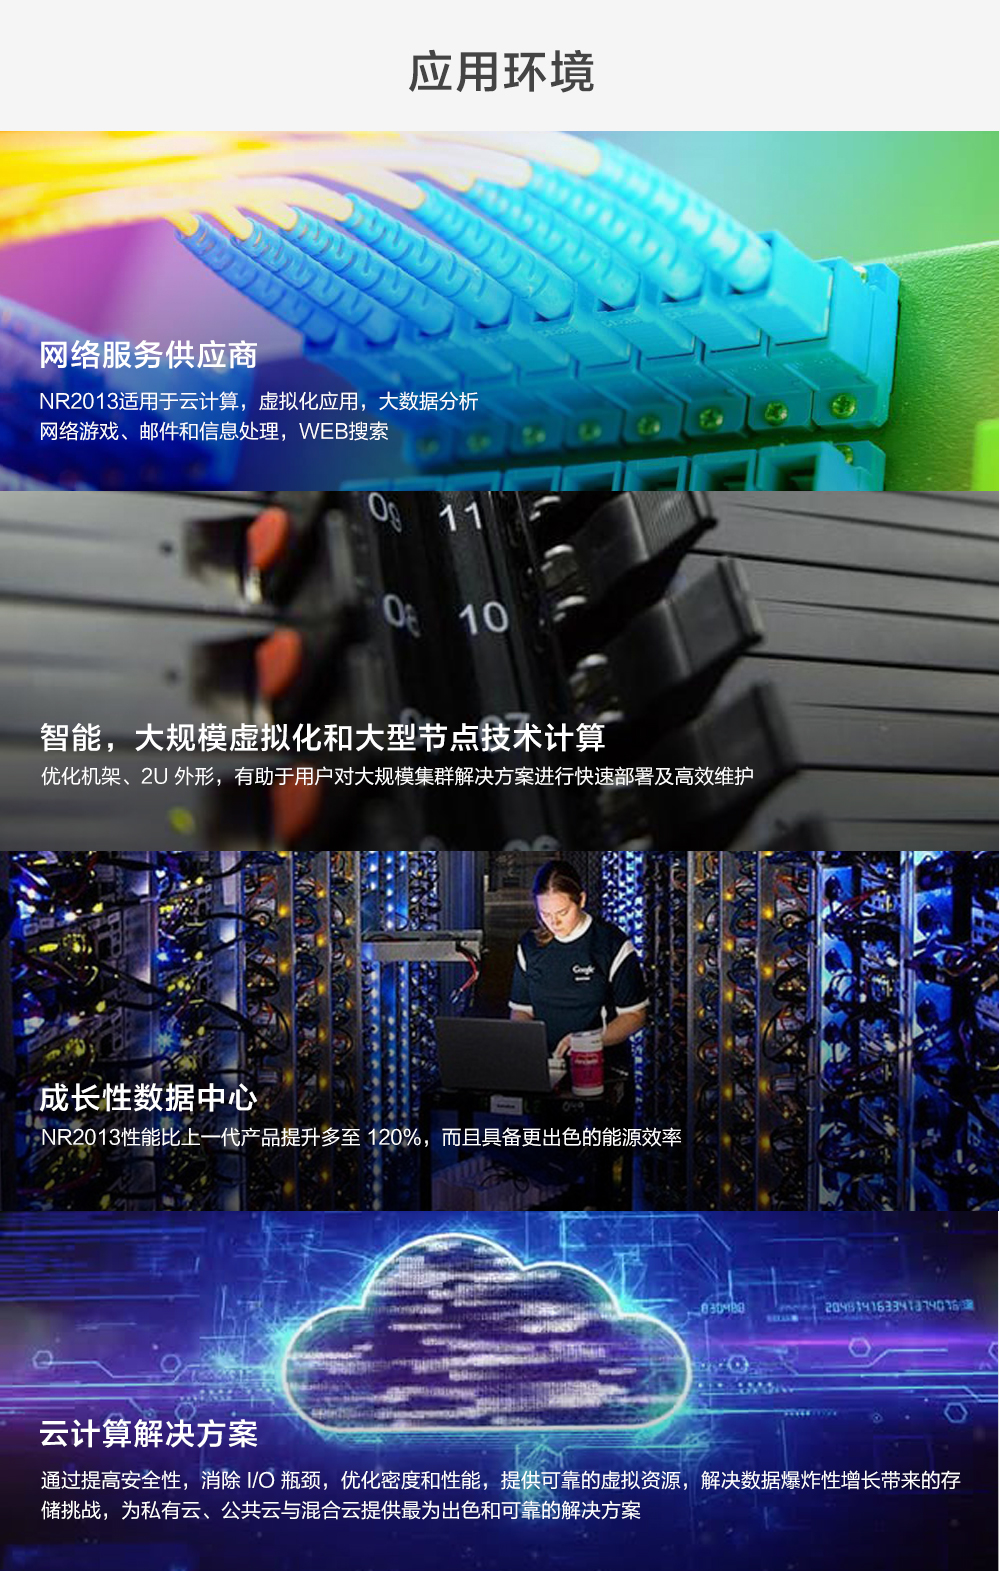 应用环境
网络服务供应商
NR2013适用于云计算，虚拟化应用，大数据分析
网络游戏、邮件和信息处理，WEB搜索
09 11
08 10
07
智能，大规模虚拟化和大型节点技术计算
优化机架、2U 外形，有助于用户对大规模集群解决方案进行快速部署及高效维护
Google
成长性数据中心
NR2013性能比上一代产品提升多至 120%，而且具备更出色的能源效率
云计算解决方案
通过提高安全性，消除 I/O 瓶颈，优化密度和性能，提供可靠的虚拟资源，解决数据爆炸性增长带来的存
储挑战，为私有云、公共云与混合云提供最为出色和可靠的解决方案